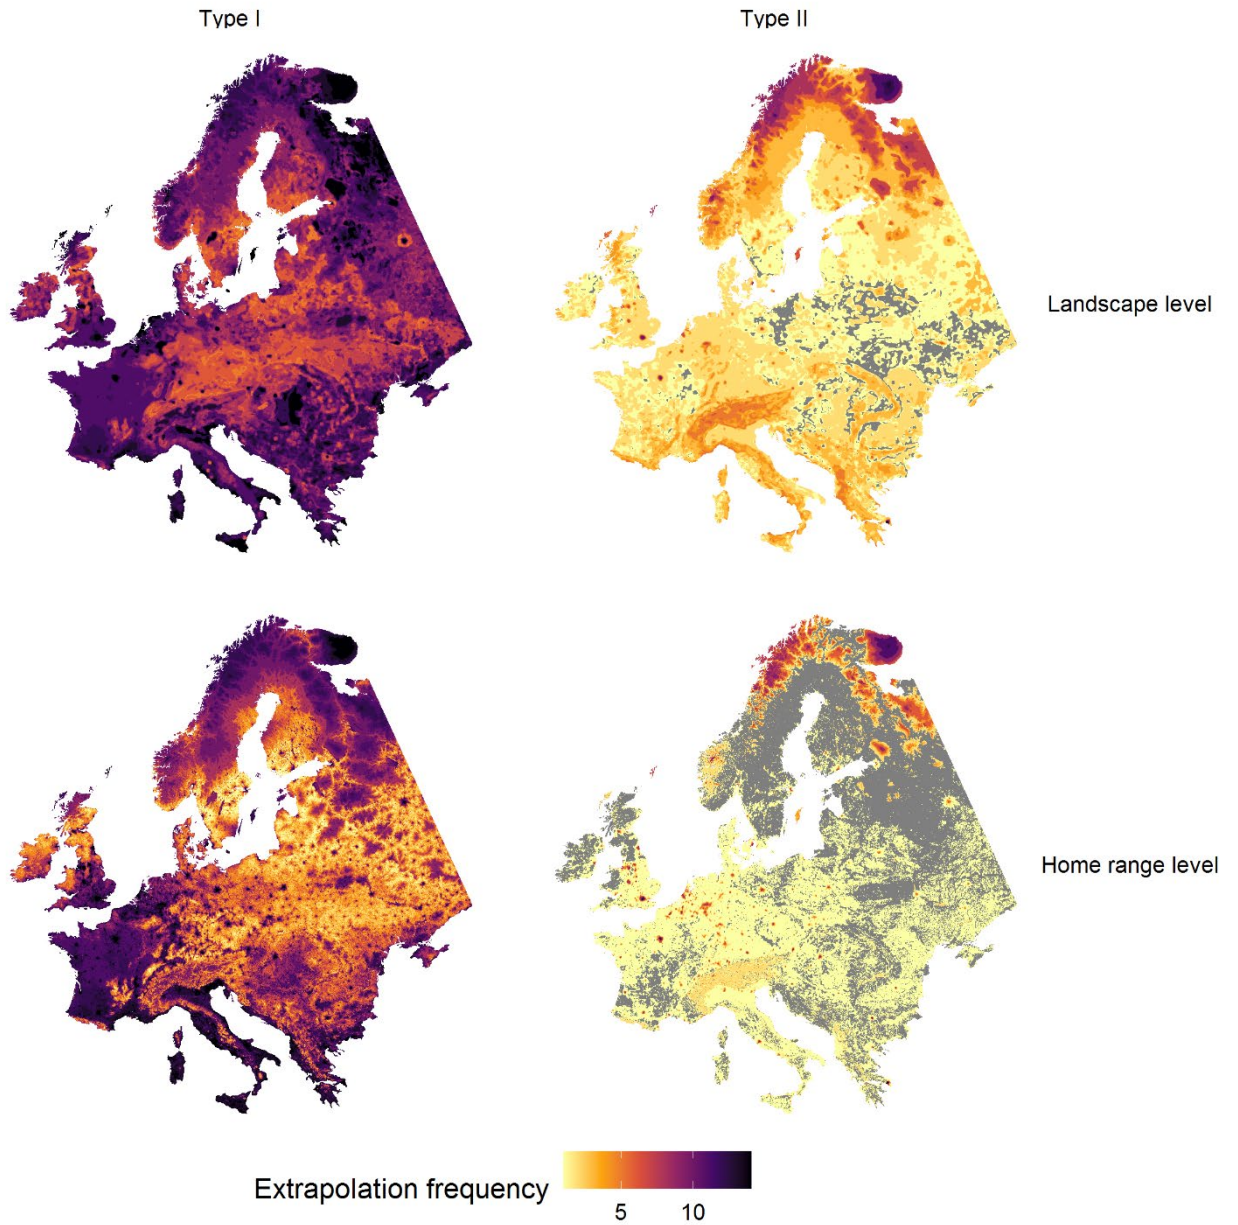 Type I
Type II
Landscape level
Home range level
Extrapolation frequency
5
10